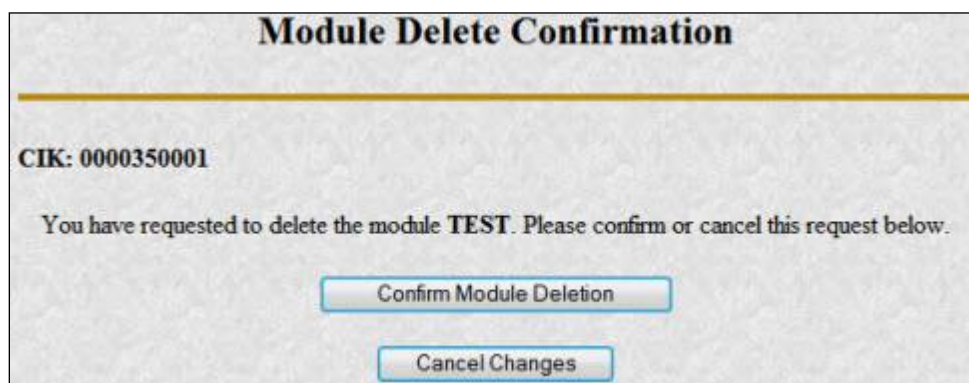 Module Delete Confirmation
CIK: 0000350001
You have requested to delete the module TEST. Please confirm or cancel this request below.
Confirm Module Deletion
Cancel Changes